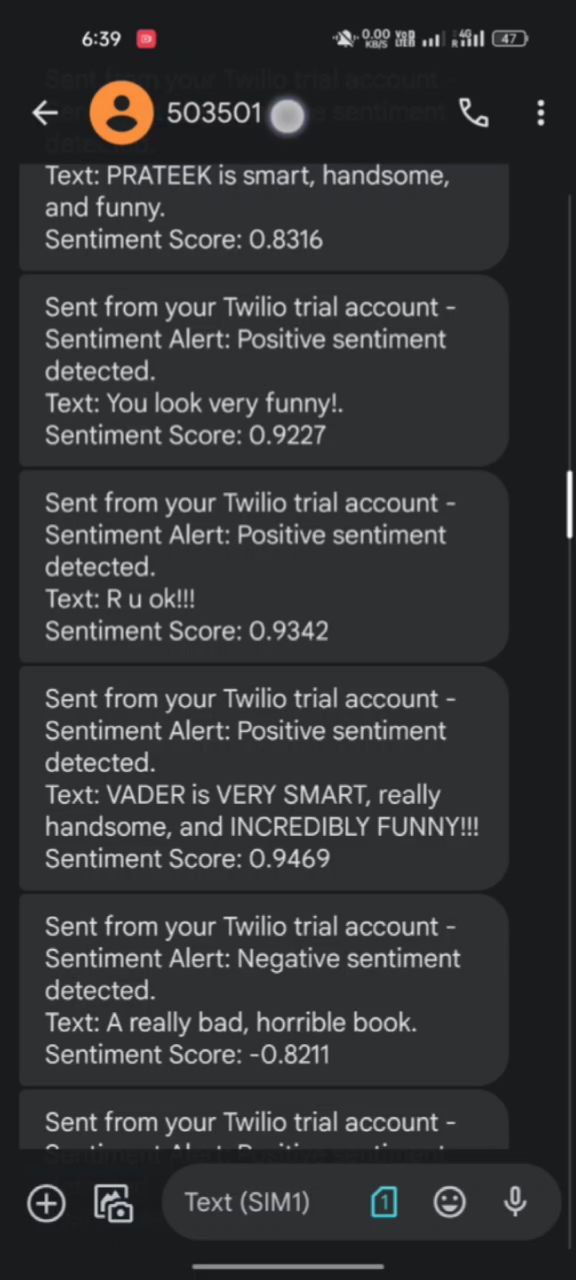 6:39
0.00 KB/S
VoD LTE
4G
R
47
503501
Text: PRATEEK is smart, handsome,
and funny.
Sentiment Score: 0.8316
Sent from your Twilio trial account -
Sentiment Alert: Positive sentiment
detected.
Text: You look very funny!.
Sentiment Score: 0.9227
Sent from your Twilio trial account -
Sentiment Alert: Positive sentiment
detected.
Text: R u ok!!!
Sentiment Score: 0.9342
Sent from your Twilio trial account -
Sentiment Alert: Positive sentiment
detected.
Text: VADER is VERY SMART, really
handsome, and INCREDIBLY FUNNY!!!
Sentiment Score: 0.9469
Sent from your Twilio trial account -
Sentiment Alert: Negative sentiment
detected.
Text: A really bad, horrible book.
Sentiment Score: -0.8211
Sent from your Twilio trial account -
Sentiment Alert: Positive sentiment
Text (SIM1)
1